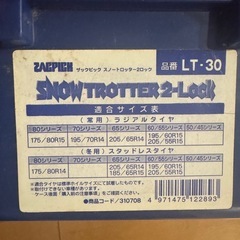 ZACPICK
ザックピック スノートロッター2ロック
品番 LT-30
SNOW TROTTER 2-LOCK
適合サイズ表
(常用) ラジアルタイヤ
80シリーズ 70シリーズ 65シリーズ 60/55シリーズ 50/45シリーズ
175/80R15 195/70R14 205/65R14 195/60R15 205/55R15
(冬用) スタッドレスタイヤ
80シリーズ 70シリーズ 65シリーズ 60/55シリーズ 50/45シリーズ
175/80R14 205/65R14 185/65R15 195/60R15 205/55R15
商品コード/310708
4 971475 122893